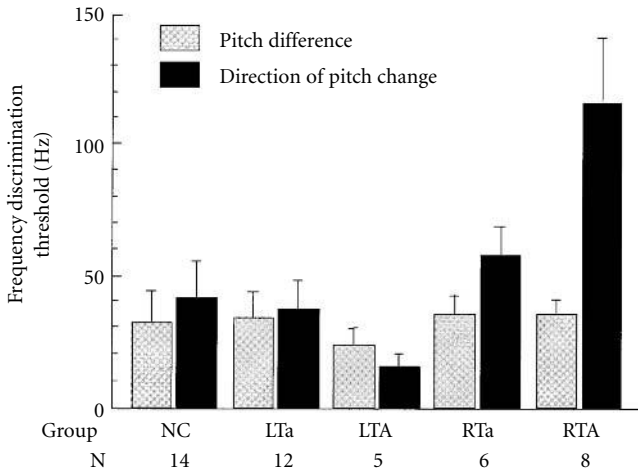 150
100
50
0
Frequency discrimination
threshold (Hz)
Pitch difference
Direction of pitch change
Group NC LTa LTA RTa RTA
N 14 12 5 6 8